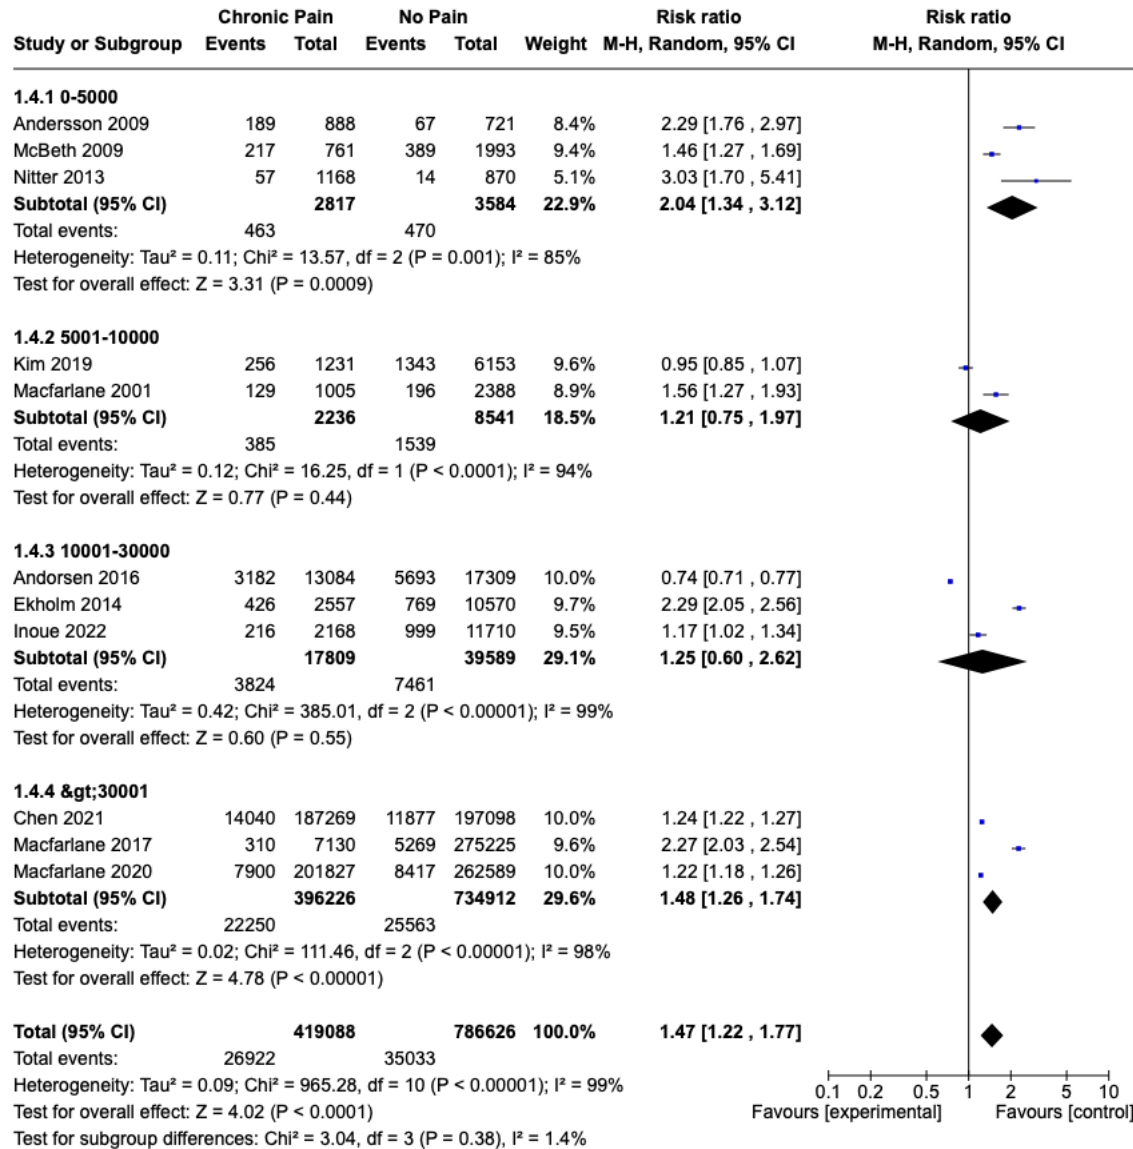 Chronic Pain No Pain Risk ratio Risk ratio
Study or Subgroup Events Total Events Total Weight M-H, Random, 95% CI M-H, Random, 95% CI
1.4.1 0-5000
Andersson 2009 189 888 67 721 8.4% 2.29 [1.76 , 2.97]
McBeth 2009 217 761 389 1993 9.4% 1.46 [1.27 , 1.69]
Nitter 2013 57 1168 14 870 5.1% 3.03 [1.70 , 5.41]
Subtotal (95% CI) 2817 3584 22.9% 2.04 [1.34 , 3.12]
Total events: 463 470
Heterogeneity: Tau² = 0.11; Chi² = 13.57, df = 2 (P = 0.001); I² = 85%
Test for overall effect: Z = 3.31 (P = 0.0009)
1.4.2 5001-10000
Kim 2019 256 1231 1343 6153 9.6% 0.95 [0.85 , 1.07]
Macfarlane 2001 129 1005 196 2388 8.9% 1.56 [1.27 , 1.93]
Subtotal (95% CI) 2236 8541 18.5% 1.21 [0.75 , 1.97]
Total events: 385 1539
Heterogeneity: Tau² = 0.12; Chi² = 16.25, df = 1 (P < 0.0001); I² = 94%
Test for overall effect: Z = 0.77 (P = 0.44)
1.4.3 10001-30000
Andorsen 2016 3182 13084 5693 17309 10.0% 0.74 [0.71 , 0.77]
Ekholm 2014 426 2557 769 10570 9.7% 2.29 [2.05 , 2.56]
Inoue 2022 216 2168 999 11710 9.5% 1.17 [1.02 , 1.34]
Subtotal (95% CI) 17809 39589 29.1% 1.25 [0.60 , 2.62]
Total events: 3824 7461
Heterogeneity: Tau² = 0.42; Chi² = 385.01, df = 2 (P < 0.00001); I² = 99%
Test for overall effect: Z = 0.60 (P = 0.55)
1.4.4 &gt;30001
Chen 2021 14040 187269 11877 197098 10.0% 1.24 [1.22 , 1.27]
Macfarlane 2017 310 7130 5269 275225 9.6% 2.27 [2.03 , 2.54]
Macfarlane 2020 7900 201827 8417 262589 10.0% 1.22 [1.18 , 1.26]
Subtotal (95% CI) 396226 734912 29.6% 1.48 [1.26 , 1.74]
Total events: 22250 25563
Heterogeneity: Tau² = 0.02; Chi² = 111.46, df = 2 (P < 0.00001); I² = 98%
Test for overall effect: Z = 4.78 (P < 0.00001)
Total (95% CI) 419088 786626 100.0% 1.47 [1.22 , 1.77]
Total events: 26922 35033
Heterogeneity: Tau² = 0.09; Chi² = 965.28, df = 10 (P < 0.00001); I² = 99%
0.1 0.2 0.5 1 2 5 10
Test for overall effect: Z = 4.02 (P < 0.0001)
Favours [experimental] Favours [control]
Test for subgroup differences: Chi² = 3.04, df = 3 (P = 0.38), I² = 1.4%